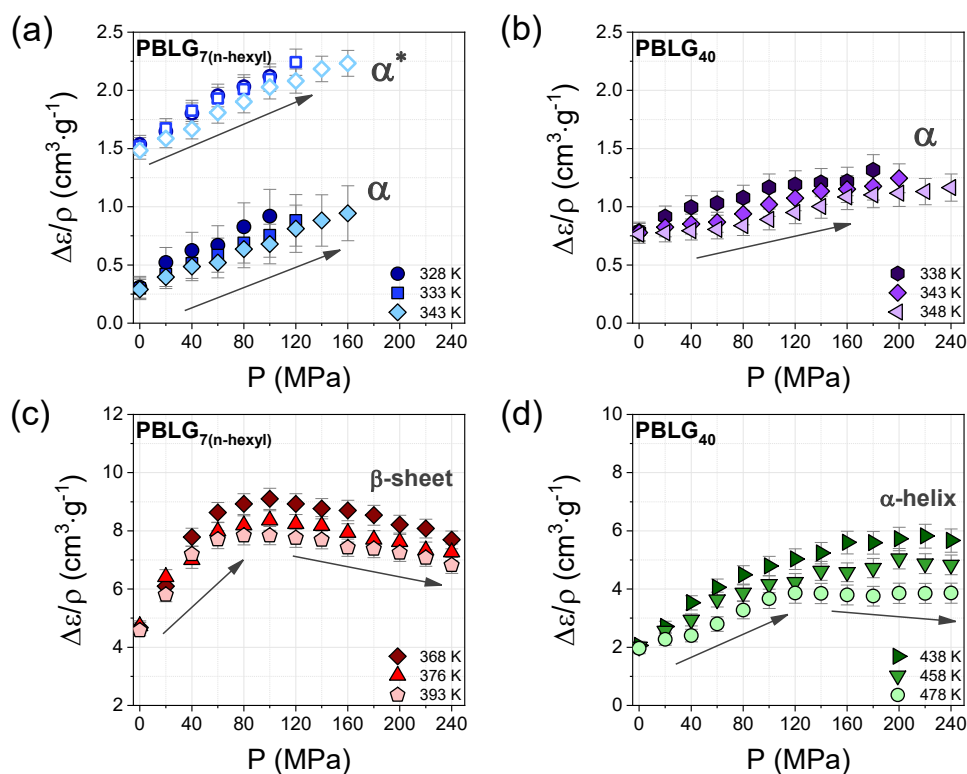 (a)
PBLG7(n-hexyl)
α*
α
328 K
333 K
343 K
0.0
0.5
1.0
1.5
2.0
2.5
0 40 80 120 160 200 240
Δε/ρ (cm³·g⁻¹)
P (MPa)
(b)
PBLG40
α
338 K
343 K
348 K
0.0
0.5
1.0
1.5
2.0
2.5
0 40 80 120 160 200 240
Δε/ρ (cm³·g⁻¹)
P (MPa)
(c)
PBLG7(n-hexyl)
β-sheet
368 K
376 K
393 K
2
4
6
8
10
12
0 40 80 120 160 200 240
Δε/ρ (cm³·g⁻¹)
P (MPa)
(d)
PBLG40
α-helix
438 K
458 K
478 K
0
2
4
6
8
10
0 40 80 120 160 200 240
Δε/ρ (cm³·g⁻¹)
P (MPa)